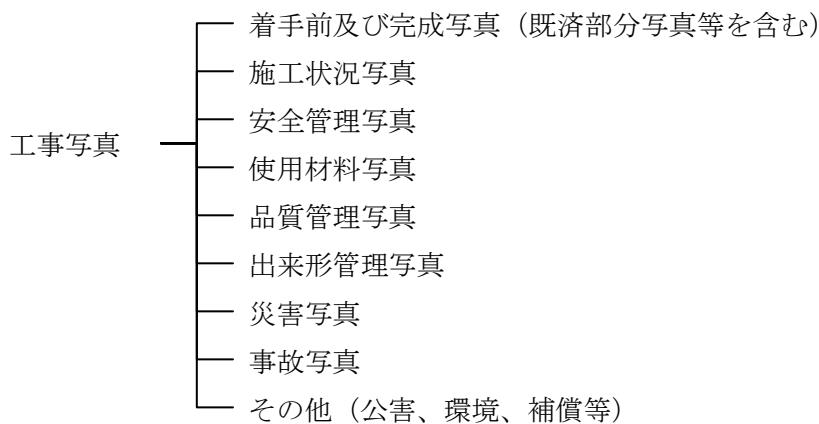 着手前及び完成写真（既済部分写真等を含む）
施工状況写真
安全管理写真
工事写真
使用材料写真
品質管理写真
出来形管理写真
災害写真
事故写真
その他（公害、環境、補償等）